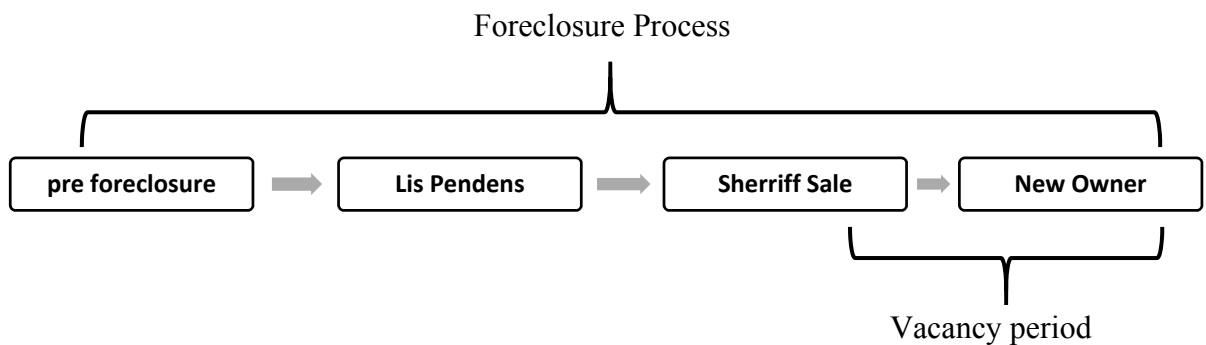 Foreclosure Process
pre foreclosure
Lis Pendens
Sherriff Sale
New Owner
Vacancy period